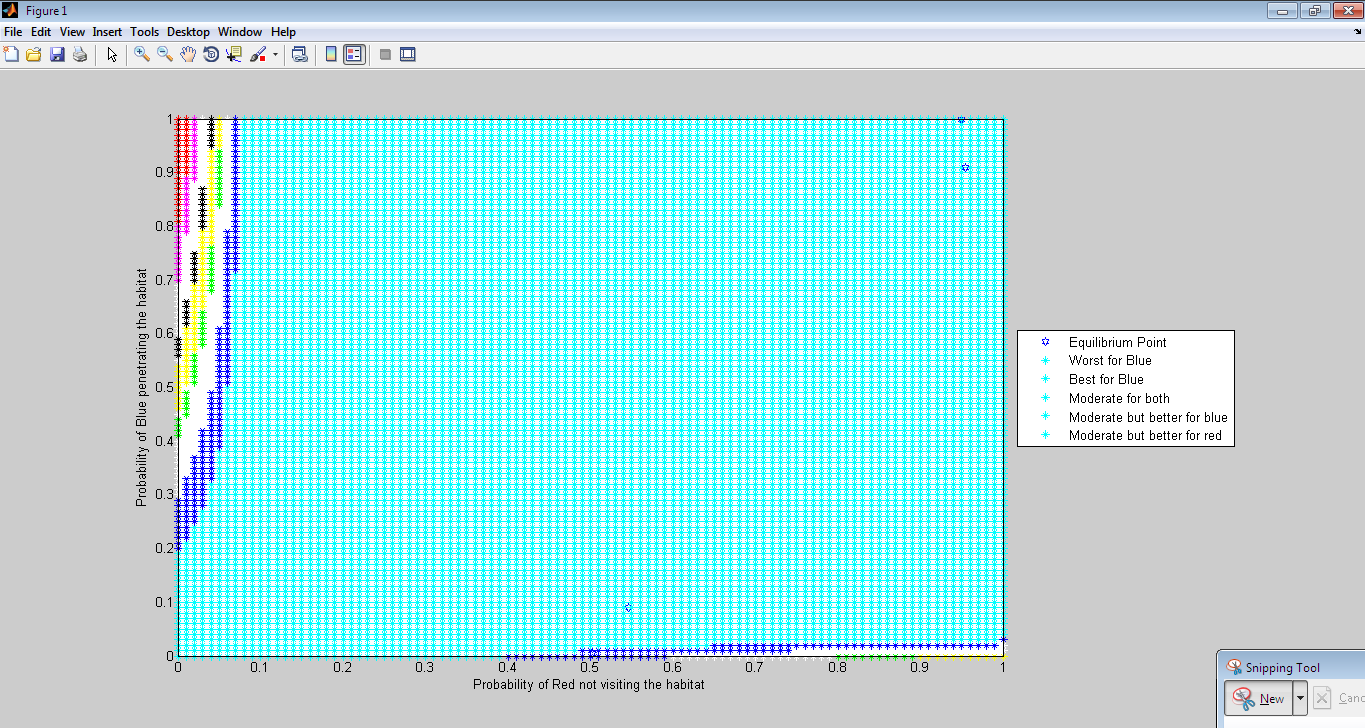 Figure 1
File Edit View Insert Tools Desktop Window Help
1
0.9
0.8
0.7
0.6
0.5
0.4
0.3
0.2
0.1
0
Probability of Blue penetrating the habitat
0 0.1 0.2 0.3 0.4 0.5 0.6 0.7 0.8 0.9 1
Probability of Red not visiting the habitat
Equilibrium Point
Worst for Blue
Best for Blue
Moderate for both
Moderate but better for blue
Moderate but better for red
Snipping Tool
New